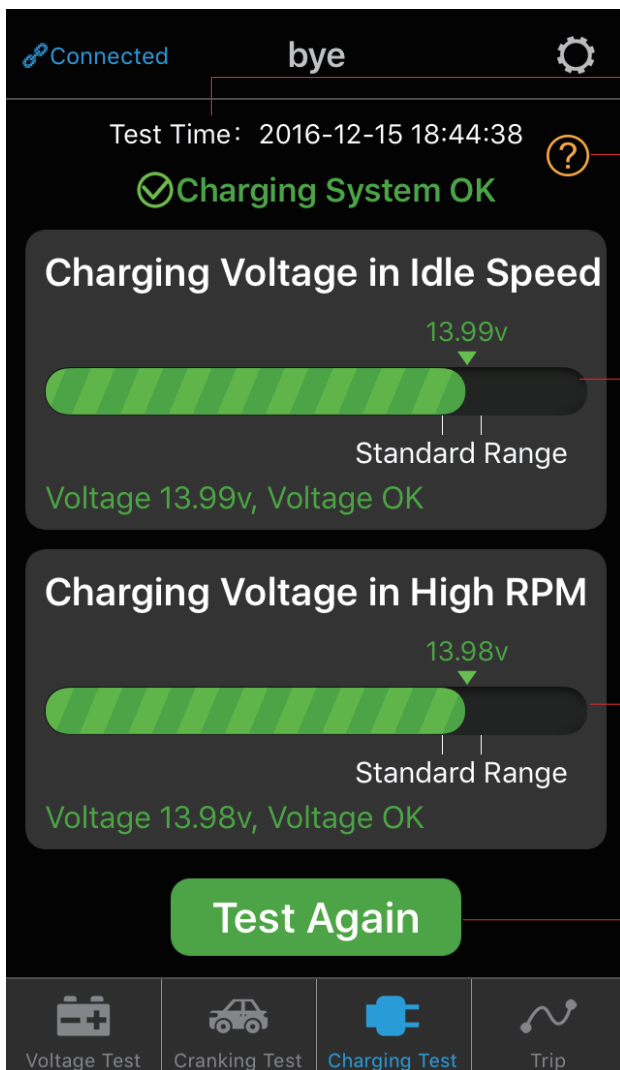 Connected
bye
Test Time: 2016-12-15 18:44:38
?
Charging System OK
Charging Voltage in Idle Speed
13.99v
Standard Range
Voltage 13.99v, Voltage OK
Charging Voltage in High RPM
13.98v
Standard Range
Voltage 13.98v, Voltage OK
Test Again
Voltage Test
Cranking Test
Charging Test
Trip